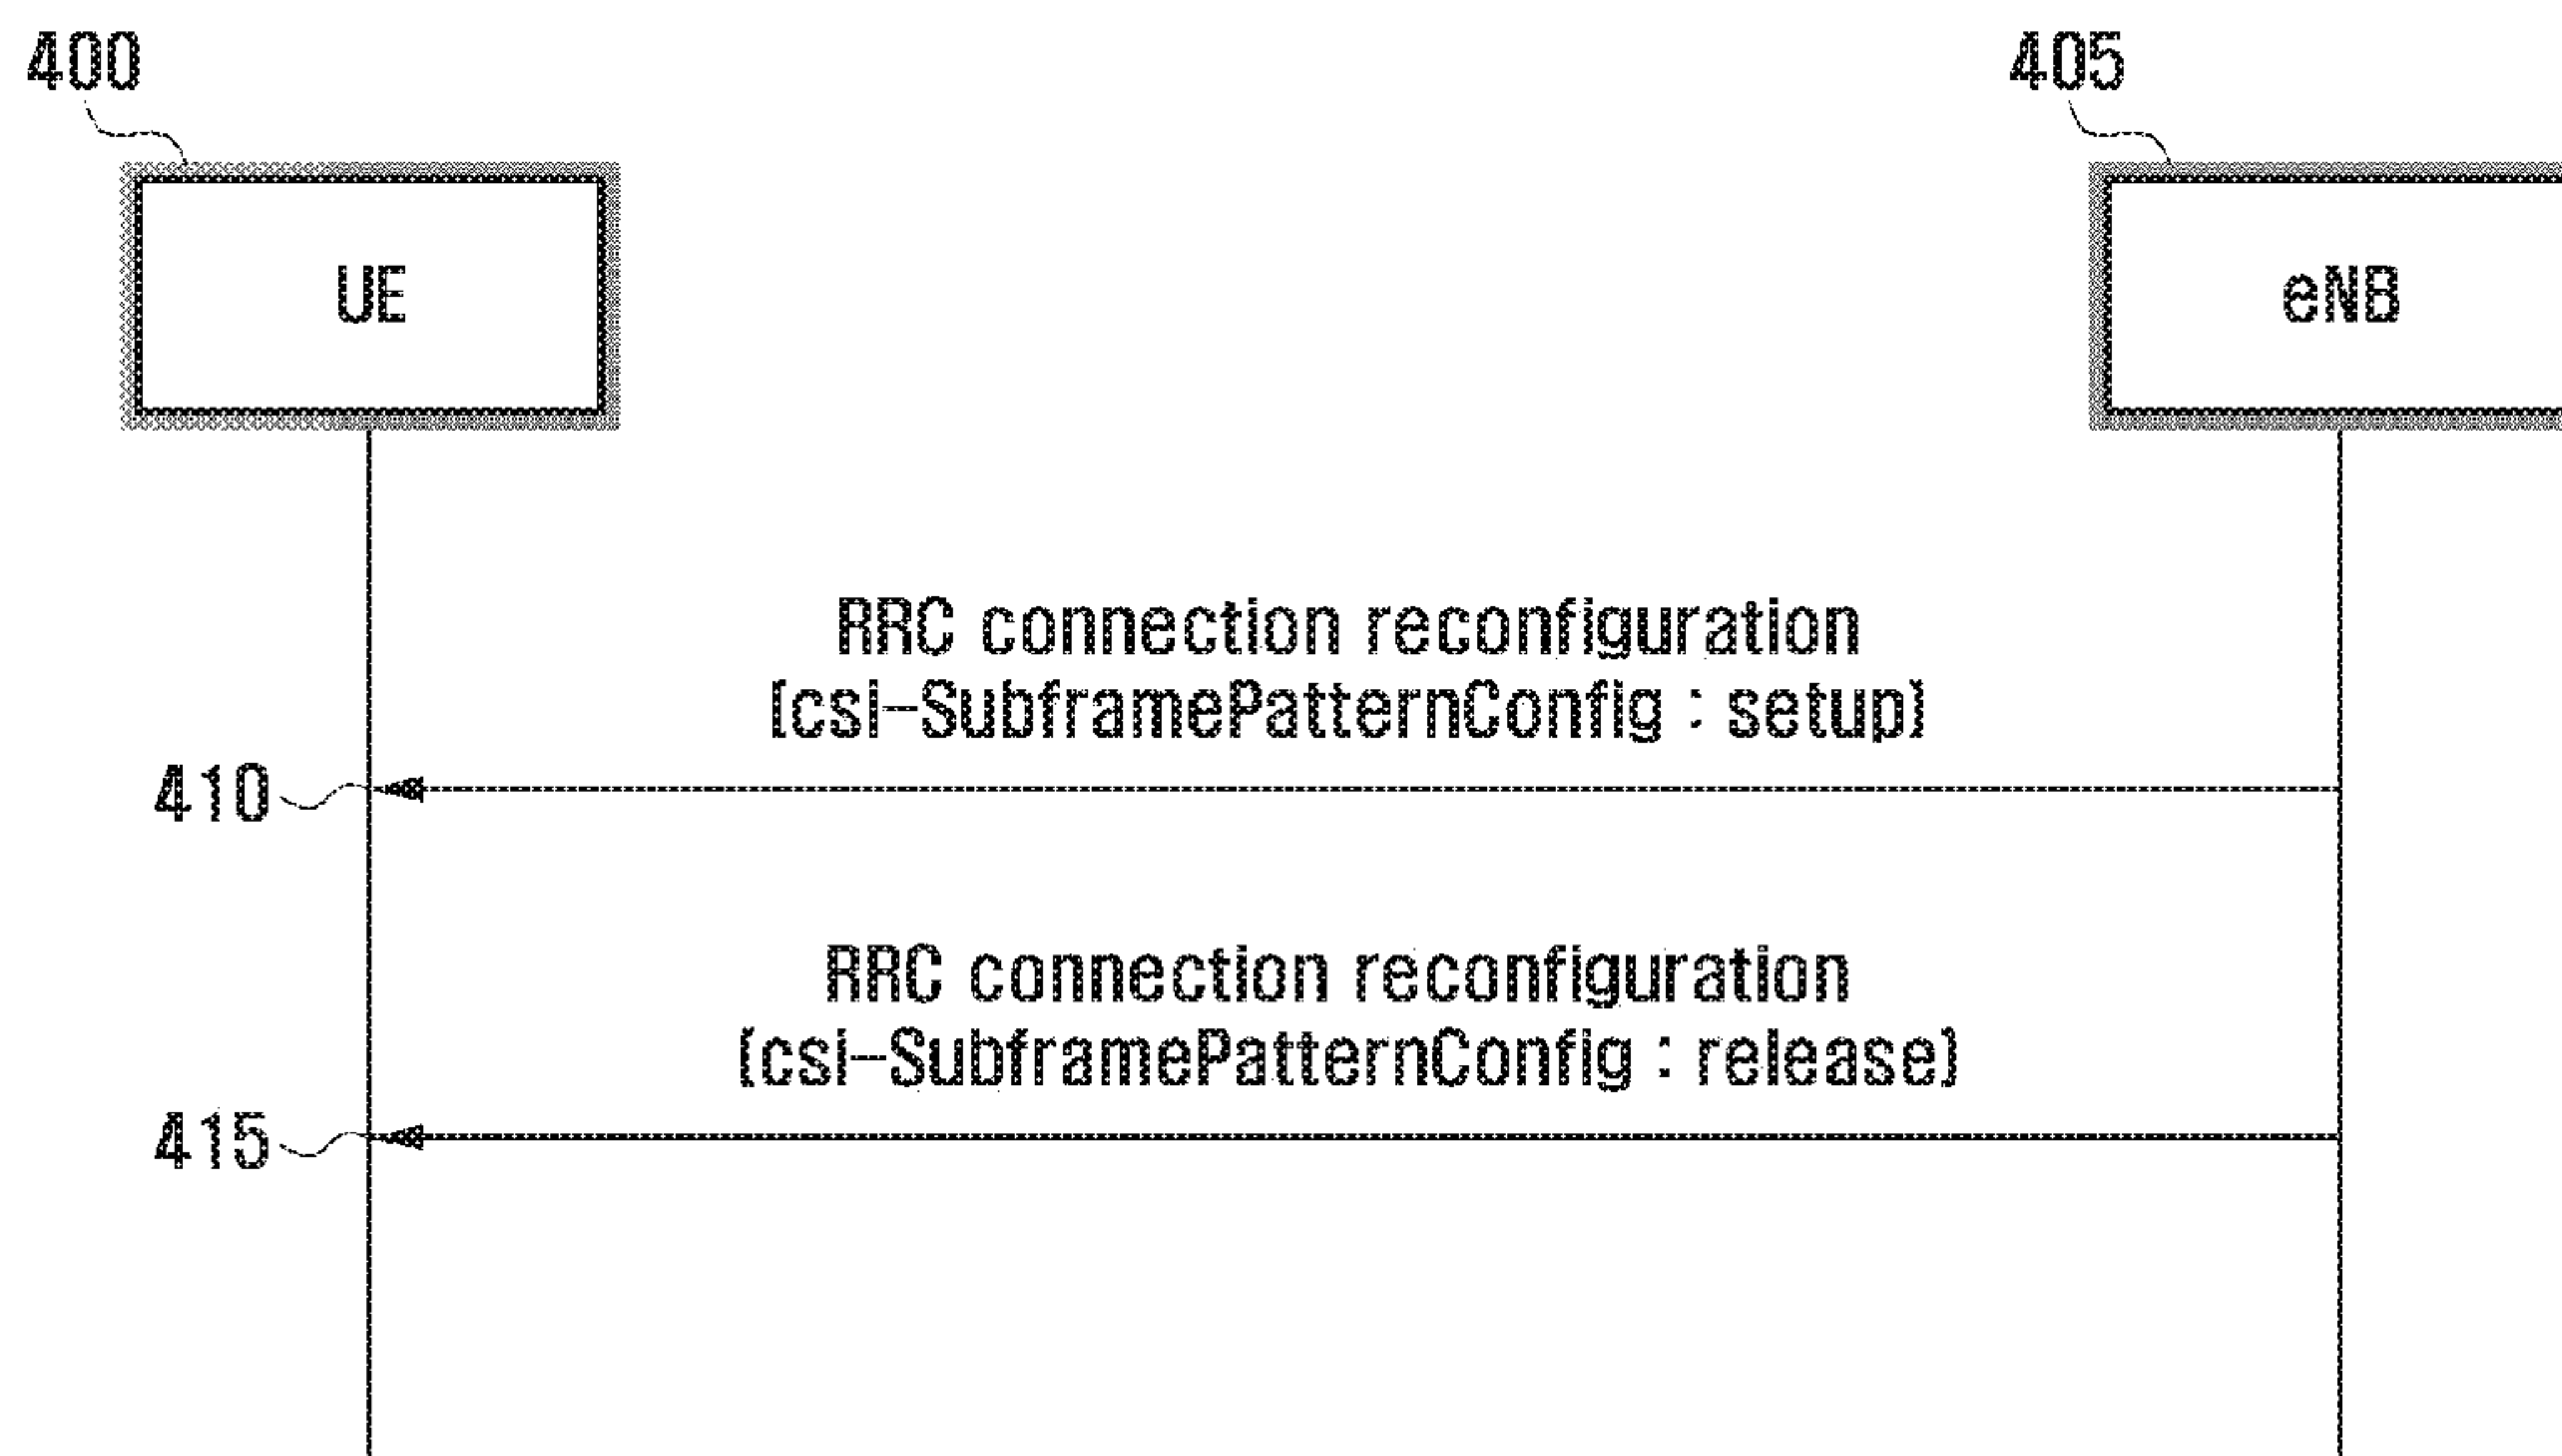 400
405
UE
eNB
RRC connection reconfiguration
(csi-SubframePatternConfig : setup)
410
RRC connection reconfiguration
(csi-SubframePatternConfig : release)
415